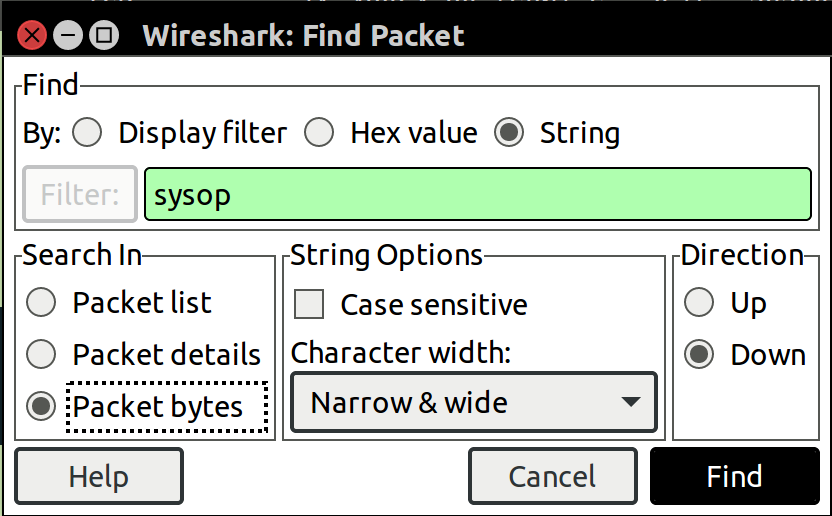 Wireshark: Find Packet
Find
By: Display filter Hex value String
Filter: sysop
Search In
Packet list
Packet details
Packet bytes
String Options
Case sensitive
Character width:
Narrow & wide
Direction
Up
Down
Help Cancel Find